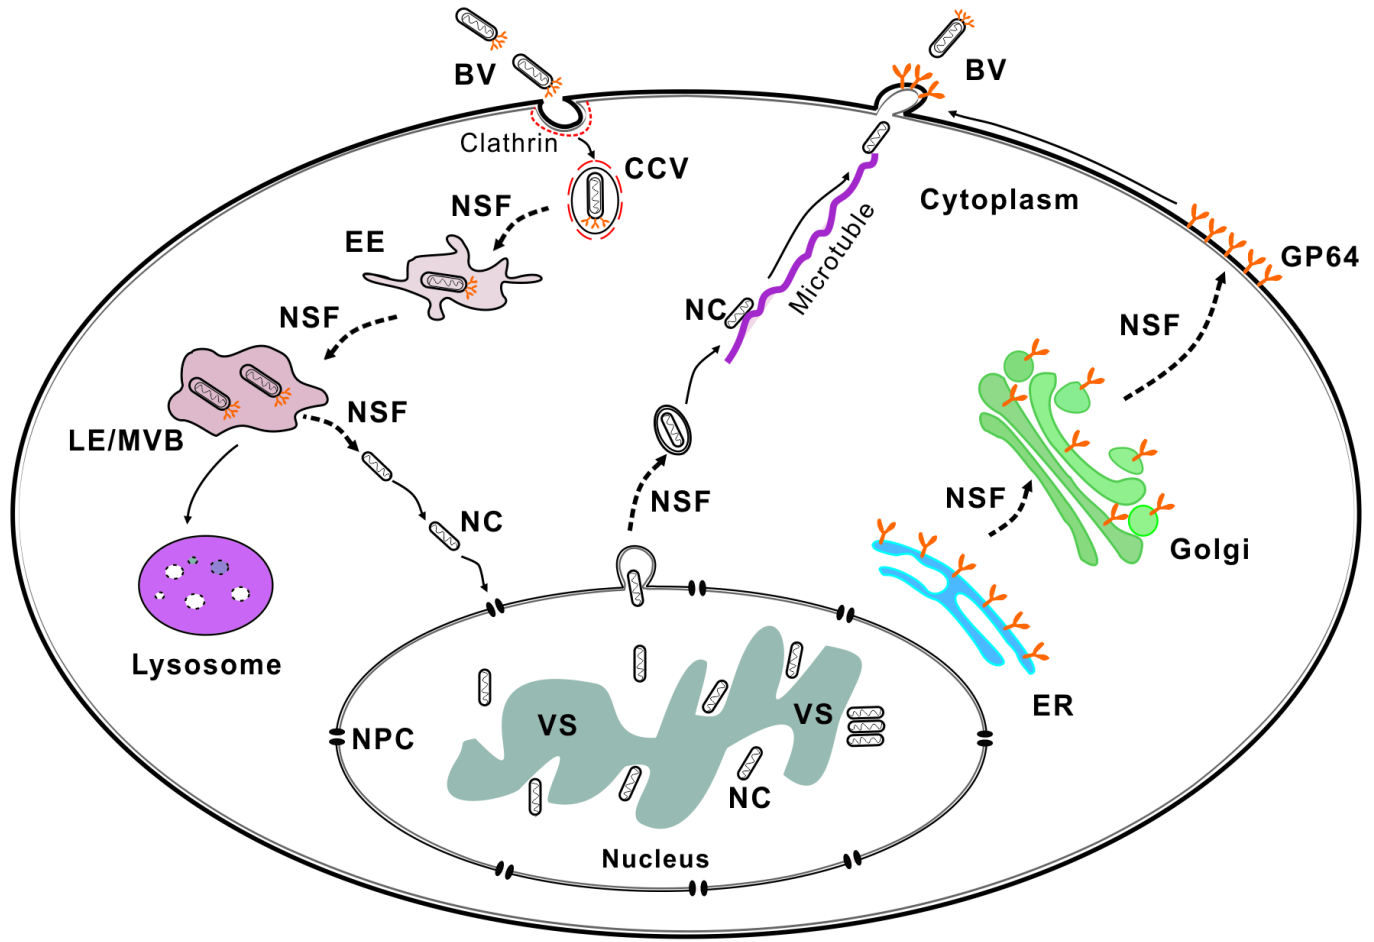 BV
BV
Clathrin
CCV
NSF
Cytoplasm
EE
GP64
NSF
NC
Microtuble
NSF
NSF
LE/MVB
NSF
NSF
NC
Golgi
Lysosome
ER
VS
VS
NPC
NC
Nucleus